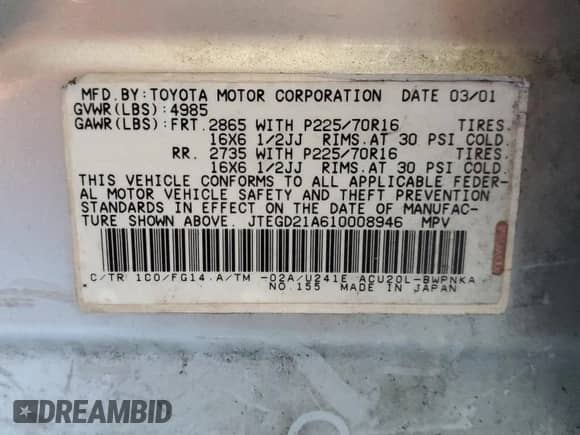 MFD.BY:TOYOTA MOTOR CORPORATION DATE 03/01
GVWR(LBS):4985
GAWR(LBS):FRT.2865 WITH P225/70R16 TIRES.
16X6 1/2JJ RIMS.AT 30 PSI COLD.
RR. 2735 WITH P225/70R16 TIRES.
16X6 1/2JJ RIMS.AT 30 PSI COLD.
THIS VEHICLE CONFORMS TO ALL APPLICABLE FEDER-
AL MOTOR VEHICLE SAFETY AND THEFT PREVENTION
STANDARDS IN EFFECT ON THE DATE OF MANUFAC-
TURE SHOWN ABOVE. JTEGD21A610008946 MPV
C/TR 1C0/FG14.A/TM -02A/U241E ACU20L-BWPNKA
NO.155 MADE IN JAPAN
DREAMBID